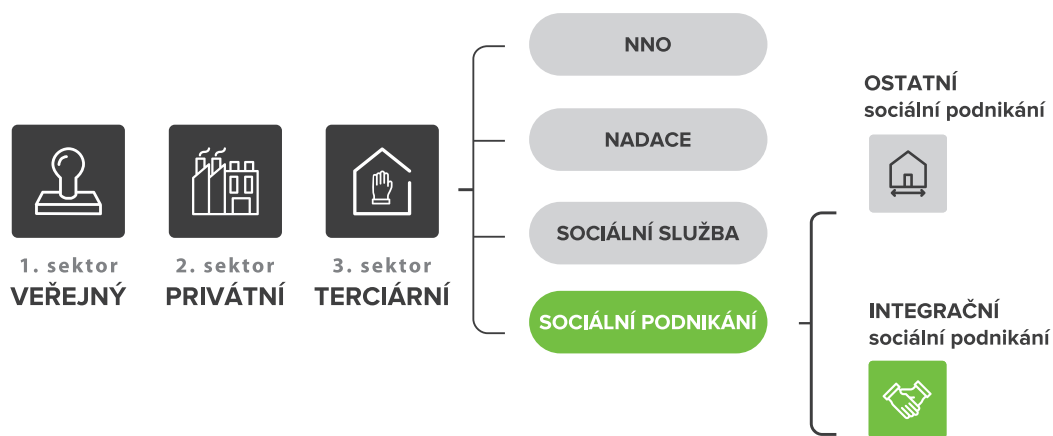 1. sektor
VEŘEJNÝ
2. sektor
PRIVÁTNÍ
3. sektor
TERCIÁRNÍ
NNO
NADACE
SOCIÁLNÍ SLUŽBA
SOCIÁLNÍ PODNIKÁNÍ
OSTATNÍ
sociální podnikání
INTEGRAČNÍ
sociální podnikání